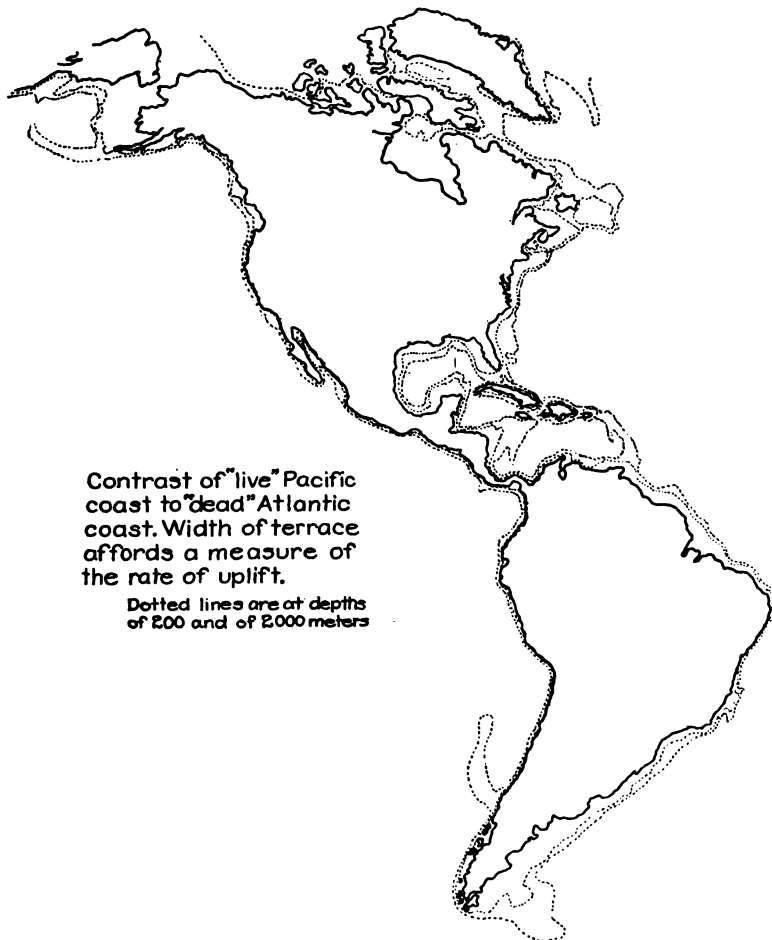 Contrast of "live" Pacific
coast to "dead" Atlantic
coast. Width of terrace
affords a measure of
the rate of uplift.
Dotted lines are at depths
of 200 and of 2000 meters